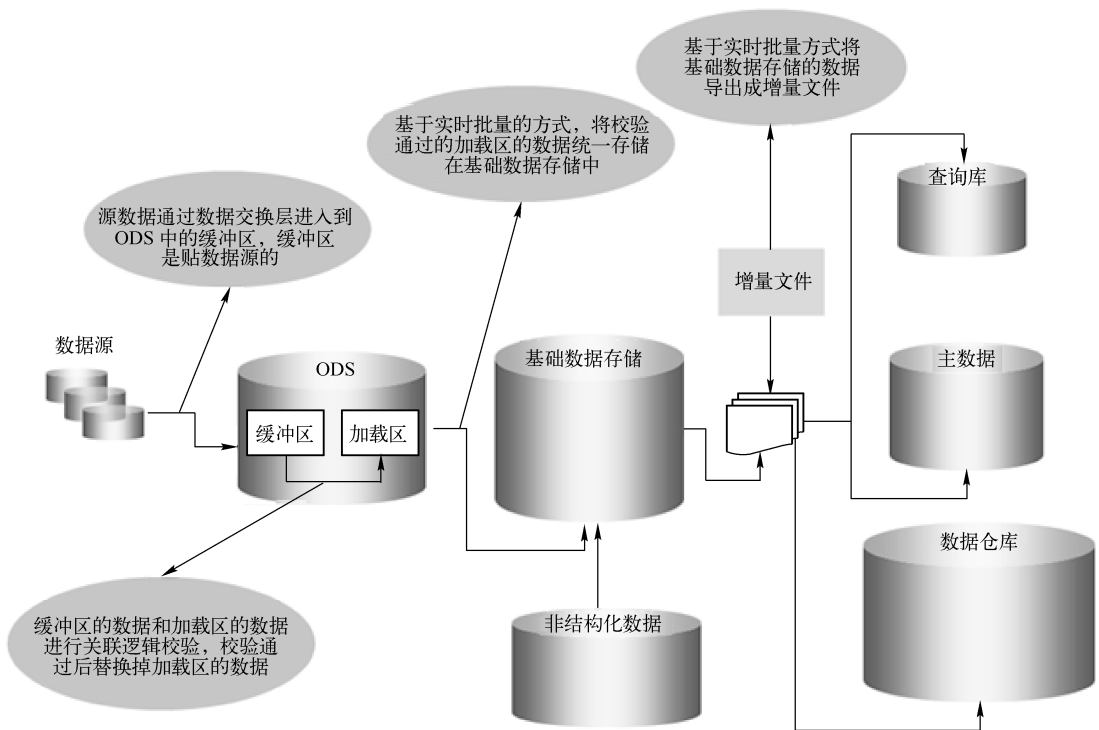 基于实时批量方式将
基础数据存储的数据
导出成增量文件
基于实时批量的方式，将校验
通过的加载区的数据统一存储
在基础数据存储中
查询库
源数据通过数据交换层进入到
ODS 中的缓冲区，缓冲区
是贴数据源的
增量文件
数据源
ODS
基础数据存储
主数据
缓冲区
加载区
数据仓库
缓冲区的数据和加载区的数据
进行关联逻辑校验，校验通
过后替换掉加载区的数据
非结构化数据